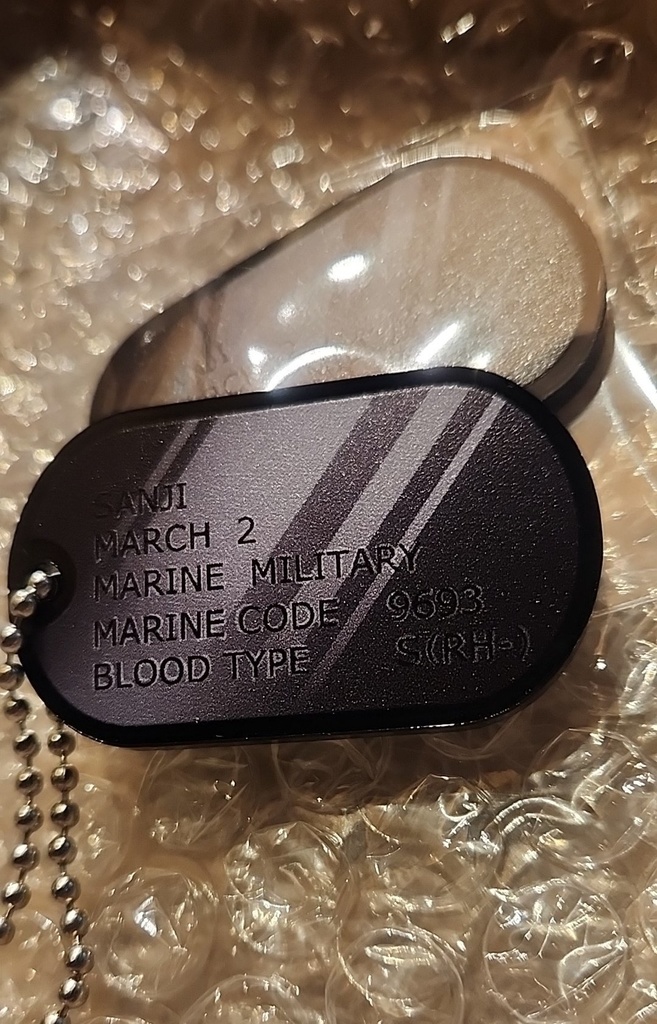 SANJI
MARCH 2
MARINE MILITARY
MARINE CODE 9693
BLOOD TYPE S(RH-)